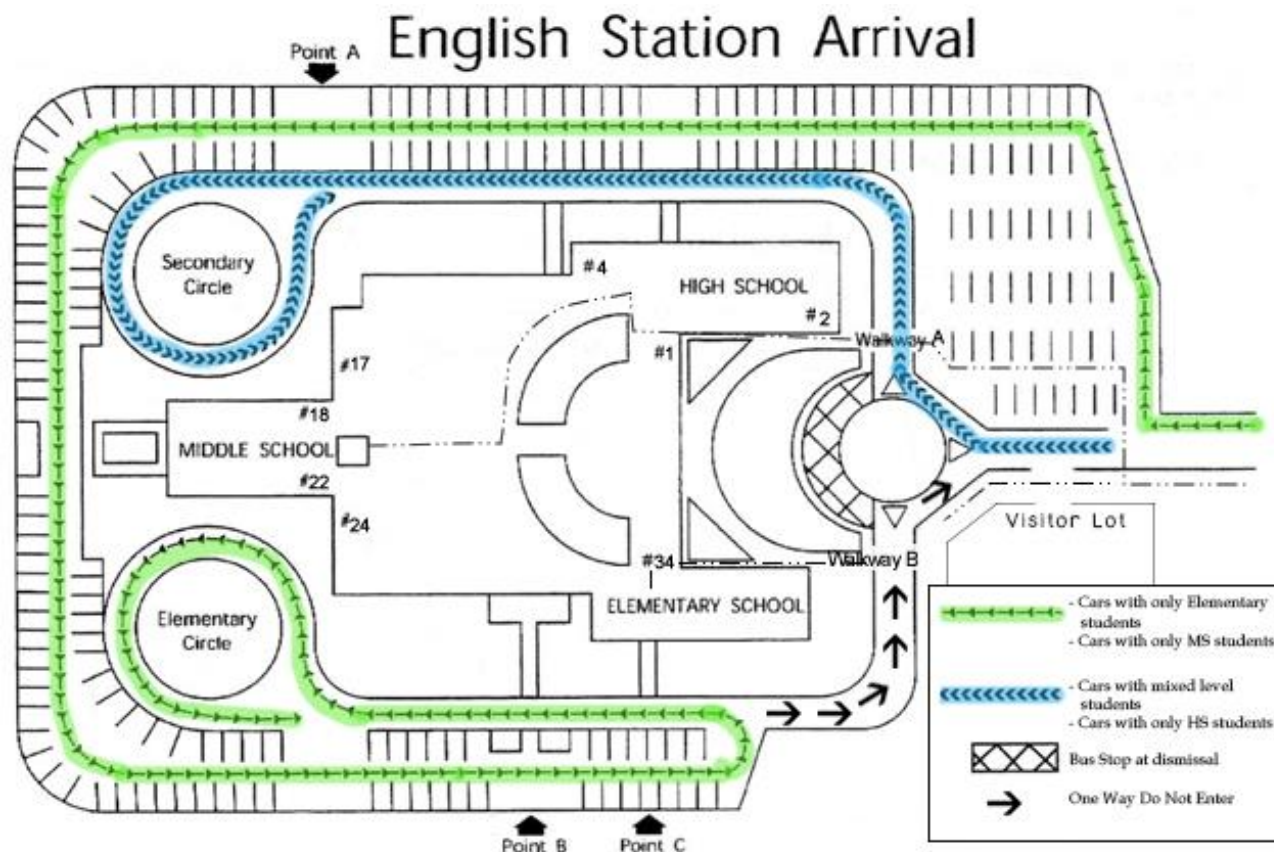 English Station Arrival
Point A
Secondary
Circle
#4
HIGH SCHOOL
#2
#1
Walkway A
#17
#18
MIDDLE SCHOOL
#22
#24
Visitor Lot
#34
Walkway B
ELEMENTARY SCHOOL
Elementary
Circle
- Cars with only Elementary
students
- Cars with only MS students
- Cars with mixed level
students
- Cars with only HS students
Bus Stop at dismissal
One Way Do Not Enter
Point B
Point C